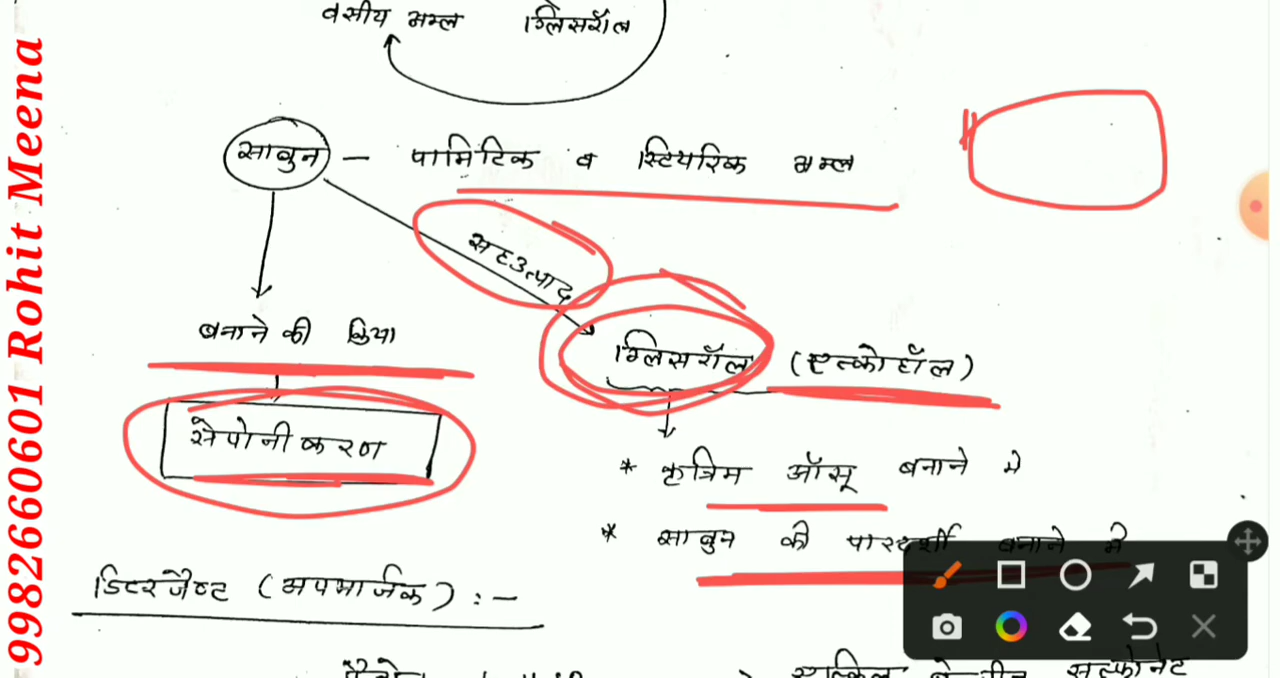 वसीय अम्ल ग्लिसरॉल
साबुन — पामिटिक व स्टियरिक अम्ल
सहउत्पाद
बनाने की क्रिया
ग्लिसरॉल (एल्कोहॉल)
सेपोनीकरण
* कृत्रिम आँसू बनाने मे
* साबुन को पारदर्शी बनाने मे
डिटरजैण्ट (अपमार्जक) : —
9982660601 Rohit Meena